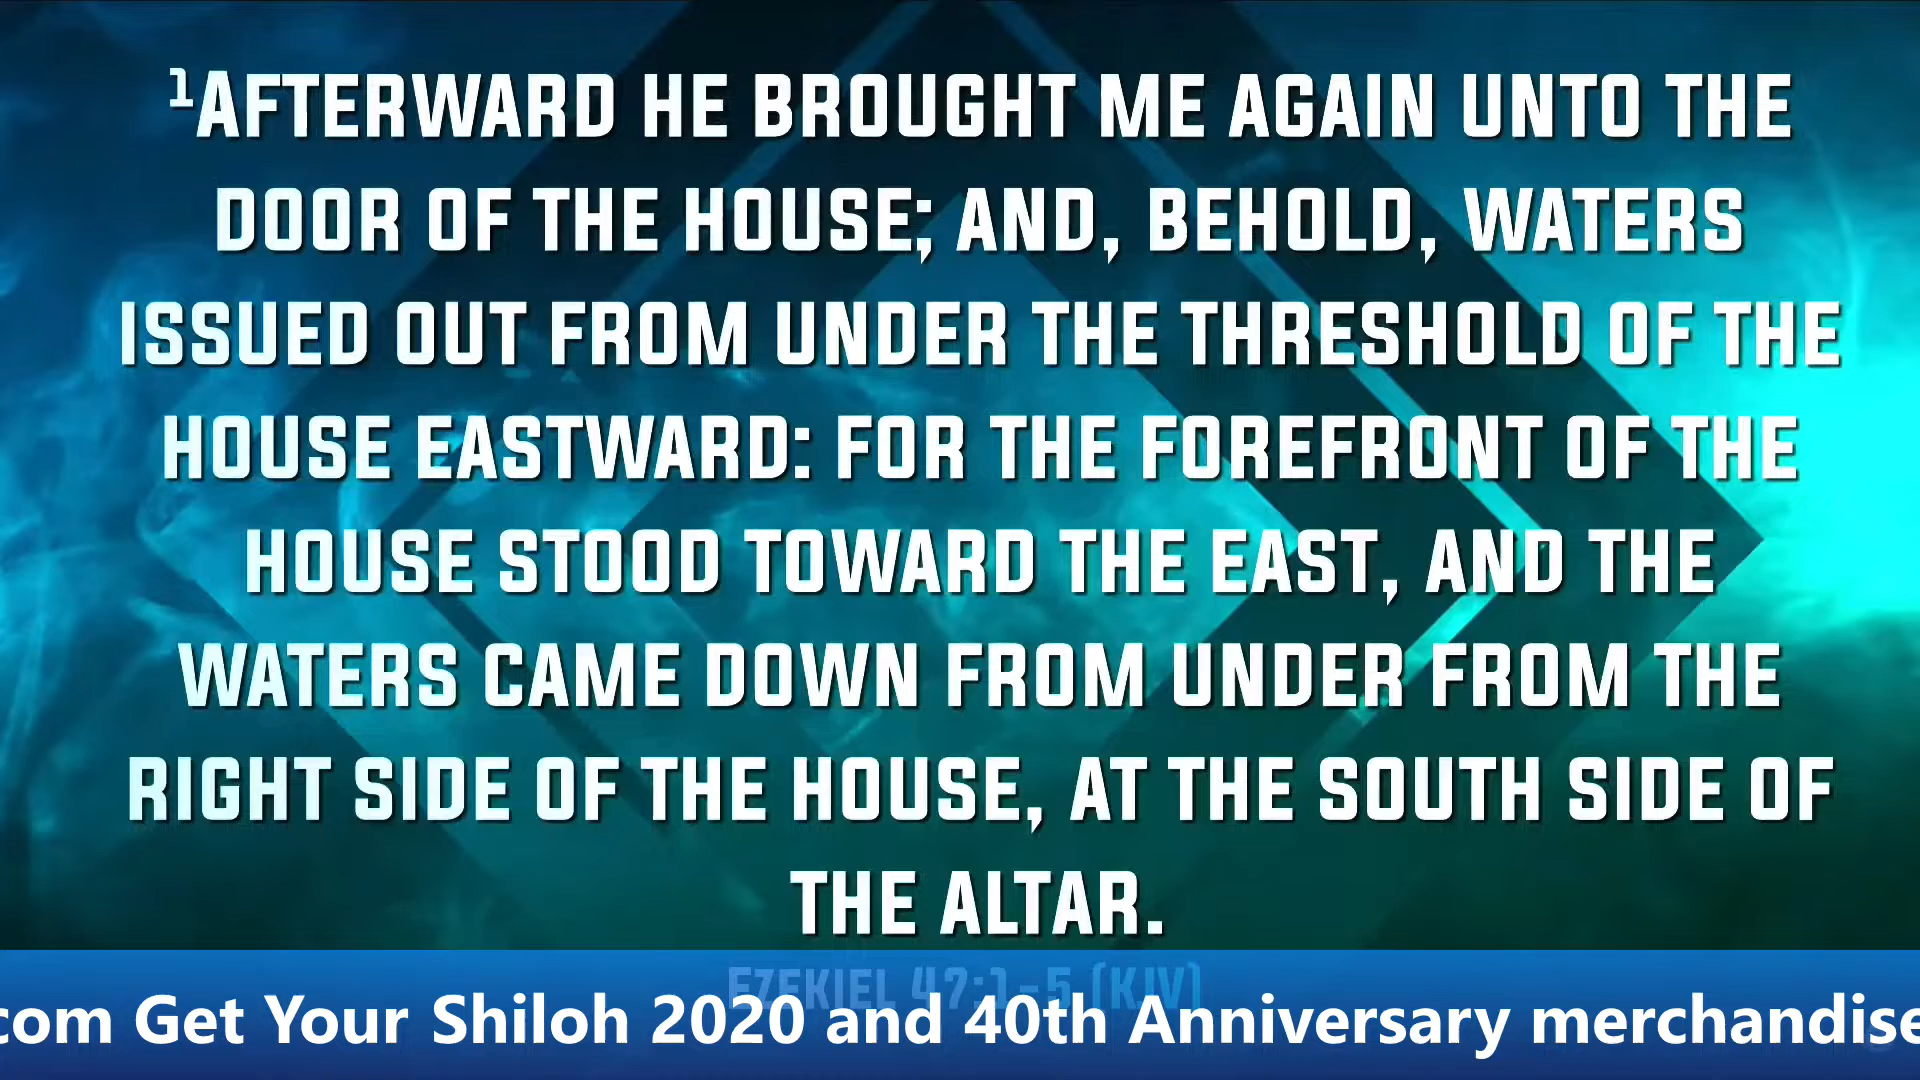 ¹AFTERWARD HE BROUGHT ME AGAIN UNTO THE
DOOR OF THE HOUSE; AND, BEHOLD, WATERS
ISSUED OUT FROM UNDER THE THRESHOLD OF THE
HOUSE EASTWARD: FOR THE FOREFRONT OF THE
HOUSE STOOD TOWARD THE EAST, AND THE
WATERS CAME DOWN FROM UNDER FROM THE
RIGHT SIDE OF THE HOUSE, AT THE SOUTH SIDE OF
THE ALTAR.
EZEKIEL 47:1-5 (KJV)
com Get Your Shiloh 2020 and 40th Anniversary merchandise